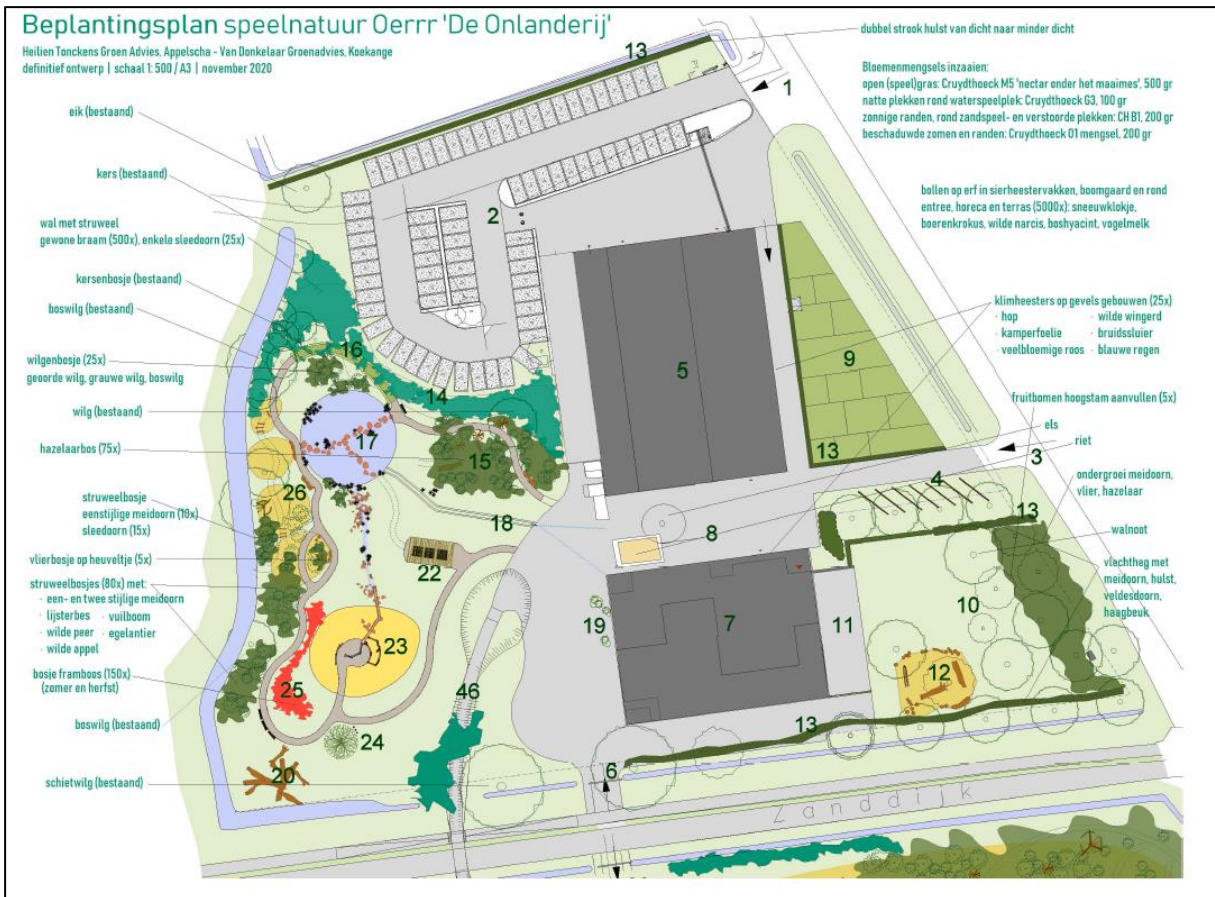 Beplantingsplan speelnatuur Oerrr 'De Onlanderij'
Heilien Tonckens Groen Advies, Appelscha - Van Donkelaar Groenadvies, Koekange
definitief ontwerp | schaal 1: 500 / A3 | november 2020
dubbel strook hulst van dicht naar minder dicht
Bloemenmengsels inzaaien:
open (speel)gras: Cruydthoeck M5 'nectar onder het maaimes', 500 gr
natte plekken rond waterspeelplek: Cruydthoeck G3, 100 gr
zonnige randen, rond zandspeel- en verstoorde plekken: CH B1, 200 gr
beschaduwde zomen en randen: Cruydthoeck O1 mengsel, 200 gr
bollen op erf in sierheestervakken, boomgaard en rond
entree, horeca en terras (5000x): sneeuwklokje,
boerenkrokus, wilde narcis, boshyacint, vogelmelk
eik (bestaand)
kers (bestaand)
wal met struweel
gewone braam (500x), enkele sleedoorn (25x)
kersenbosje (bestaand)
boswilg (bestaand)
wilgenbosje (25x)
geoorde wilg, grauwe wilg, boswilg
wilg (bestaand)
hazelaarbos (75x)
struweelbosje
eenstijlige meidoorn (10x)
sleedoorn (15x)
vlierbosje op heuveltje (5x)
struweelbosjes (80x) met:
· een- en twee stijlige meidoorn
· lijsterbes · vuilboom
· wilde peer · egelantier
· wilde appel
bosje framboos (150x)
(zomer en herfst)
boswilg (bestaand)
schietwilg (bestaand)
klimheesters op gevels gebouwen (25x)
· hop · wilde wingerd
· kamperfoelie · bruidssluier
· veelbloemige roos · blauwe regen
fruitbomen hoogstam aanvullen (5x)
els
riet
ondergroei meidoorn,
vlier, hazelaar
walnoot
vlechtheg met
meidoorn, hulst,
veldesdoorn,
haagbeuk
13
1
2
16
14
5
9
17
15
13
3
4
13
26
18
8
22
10
19
7
11
23
12
25
46
24
13
20
6
Zanddijk